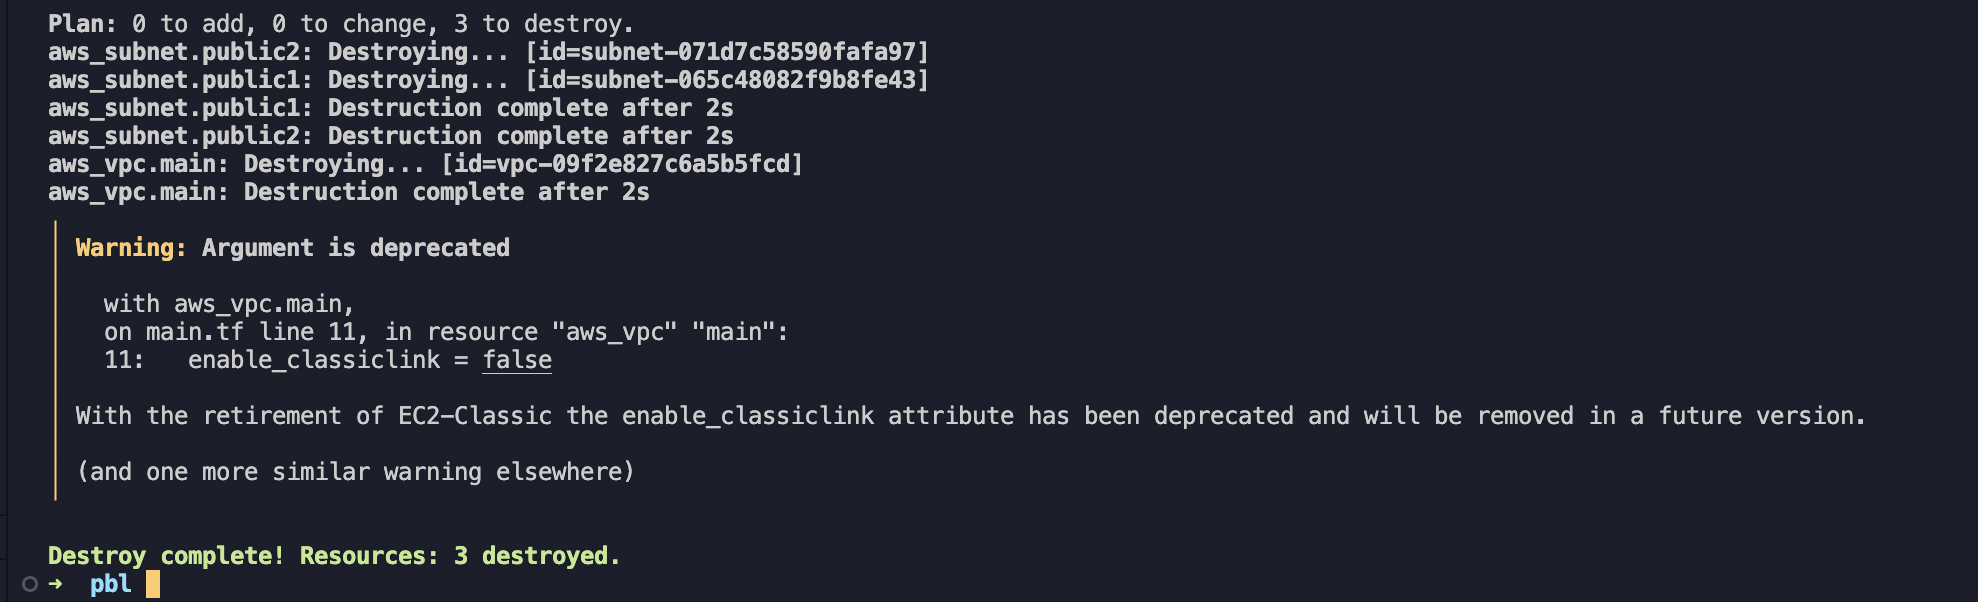 Plan: 0 to add, 0 to change, 3 to destroy.
aws_subnet.public2: Destroying... [id=subnet-071d7c58590fafa97]
aws_subnet.public1: Destroying... [id=subnet-065c48082f9b8fe43]
aws_subnet.public1: Destruction complete after 2s
aws_subnet.public2: Destruction complete after 2s
aws_vpc.main: Destroying... [id=vpc-09f2e827c6a5b5fcd]
aws_vpc.main: Destruction complete after 2s
Warning: Argument is deprecated
with aws_vpc.main,
on main.tf line 11, in resource "aws_vpc" "main":
11:   enable_classiclink = false
With the retirement of EC2-Classic the enable_classiclink attribute has been deprecated and will be removed in a future version.
(and one more similar warning elsewhere)
Destroy complete! Resources: 3 destroyed.
➜  pbl